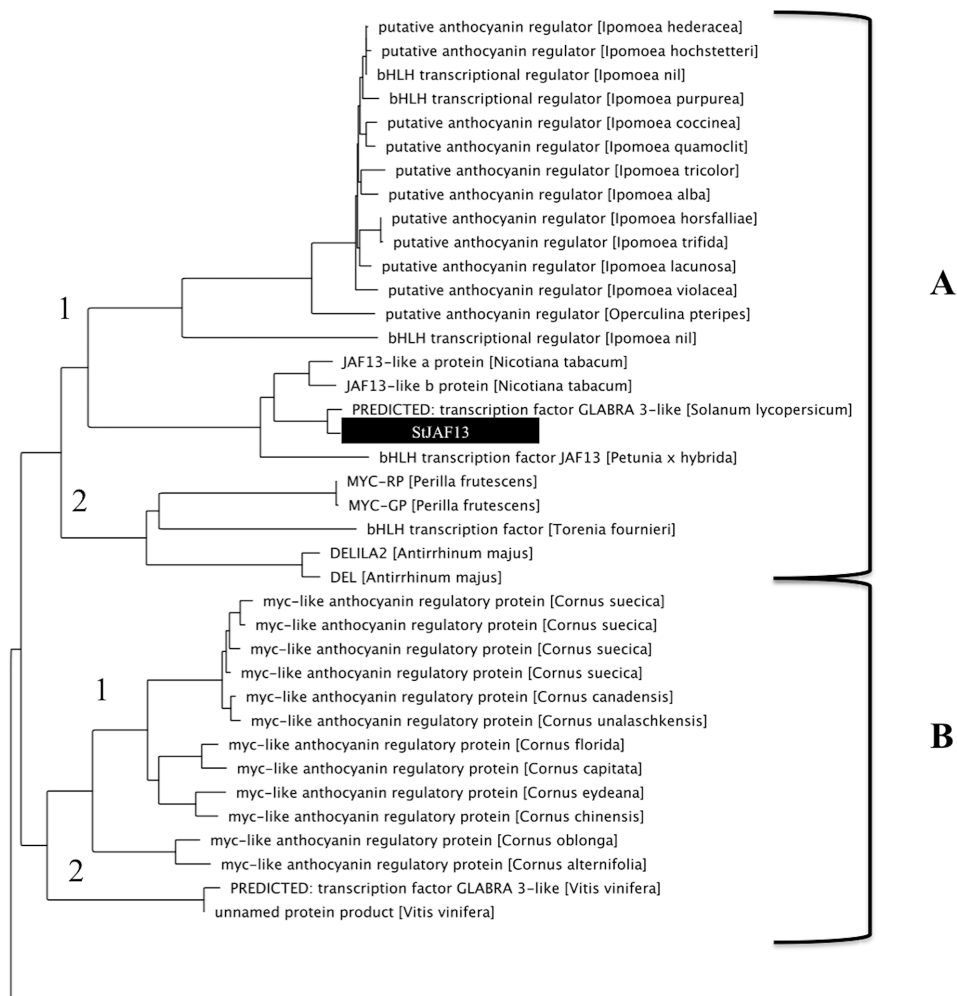 putative anthocyanin regulator [Ipomoea hederacea]
putative anthocyanin regulator [Ipomoea hochstetteri]
bHLH transcriptional regulator [Ipomoea nil]
bHLH transcriptional regulator [Ipomoea purpurea]
putative anthocyanin regulator [Ipomoea coccinea]
putative anthocyanin regulator [Ipomoea quamoclit]
putative anthocyanin regulator [Ipomoea tricolor]
putative anthocyanin regulator [Ipomoea alba]
putative anthocyanin regulator [Ipomoea horsfalliae]
putative anthocyanin regulator [Ipomoea trifida]
putative anthocyanin regulator [Ipomoea lacunosa]
putative anthocyanin regulator [Ipomoea violacea]
A
1
putative anthocyanin regulator [Operculina pteripes]
bHLH transcriptional regulator [Ipomoea nil]
JAF13-like a protein [Nicotiana tabacum]
JAF13-like b protein [Nicotiana tabacum]
PREDICTED: transcription factor GLABRA 3-like [Solanum lycopersicum]
StJAF13
bHLH transcription factor JAF13 [Petunia x hybrida]
MYC-RP [Perilla frutescens]
2
MYC-GP [Perilla frutescens]
bHLH transcription factor [Torenia fournieri]
DELILA2 [Antirrhinum majus]
DEL [Antirrhinum majus]
myc-like anthocyanin regulatory protein [Cornus suecica]
myc-like anthocyanin regulatory protein [Cornus suecica]
myc-like anthocyanin regulatory protein [Cornus suecica]
myc-like anthocyanin regulatory protein [Cornus suecica]
1
myc-like anthocyanin regulatory protein [Cornus canadensis]
myc-like anthocyanin regulatory protein [Cornus unalaschkensis]
B
myc-like anthocyanin regulatory protein [Cornus florida]
myc-like anthocyanin regulatory protein [Cornus capitata]
myc-like anthocyanin regulatory protein [Cornus eydeana]
myc-like anthocyanin regulatory protein [Cornus chinensis]
myc-like anthocyanin regulatory protein [Cornus oblonga]
myc-like anthocyanin regulatory protein [Cornus alternifolia]
2
PREDICTED: transcription factor GLABRA 3-like [Vitis vinifera]
unnamed protein product [Vitis vinifera]